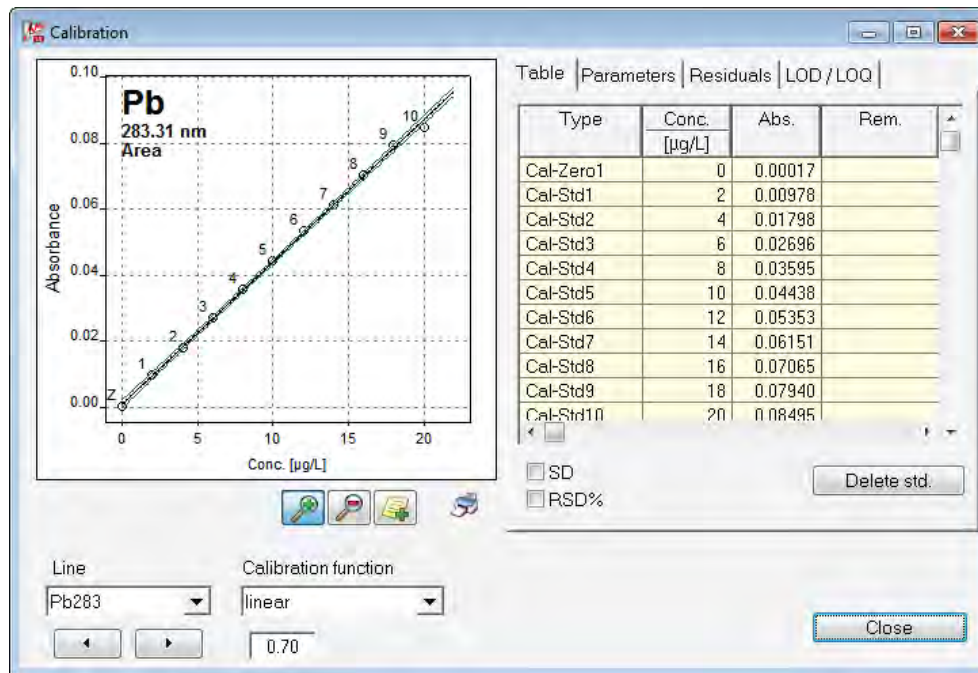 Calibration
Table Parameters Residuals LOD / LOQ
0.10
0.08
0.06
0.04
0.02
0.00
Absorbance
Pb
283.31 nm
Area
Z 1 2 3 4 5 6 7 8 9 10
0 5 10 15 20
Conc. [µg/L]
Type Conc. Abs. Rem.
[µg/L]
Cal-Zero1 0 0.00017
Cal-Std1 2 0.00978
Cal-Std2 4 0.01798
Cal-Std3 6 0.02696
Cal-Std4 8 0.03595
Cal-Std5 10 0.04438
Cal-Std6 12 0.05353
Cal-Std7 14 0.06151
Cal-Std8 16 0.07065
Cal-Std9 18 0.07940
Cal-Std10 20 0.08495
SD
RSD%
Delete std.
Line Calibration function
Pb283 linear
0.70
Close